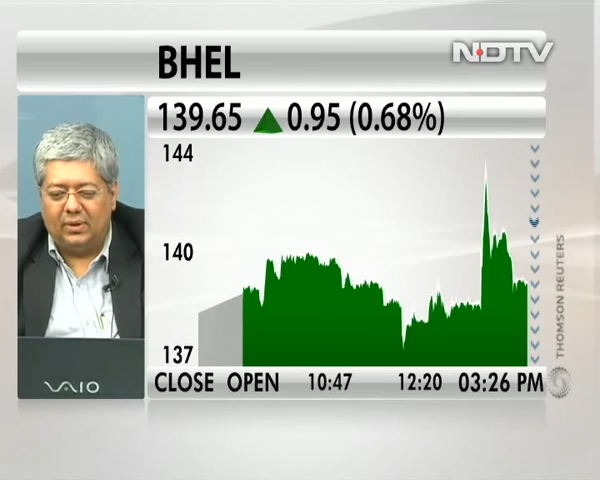 BHEL
NDTV
139.65 ▲ 0.95 (0.68%)
144
140
137
CLOSE OPEN 10:47 12:20 03:26 PM
THOMSON REUTERS
VAIO